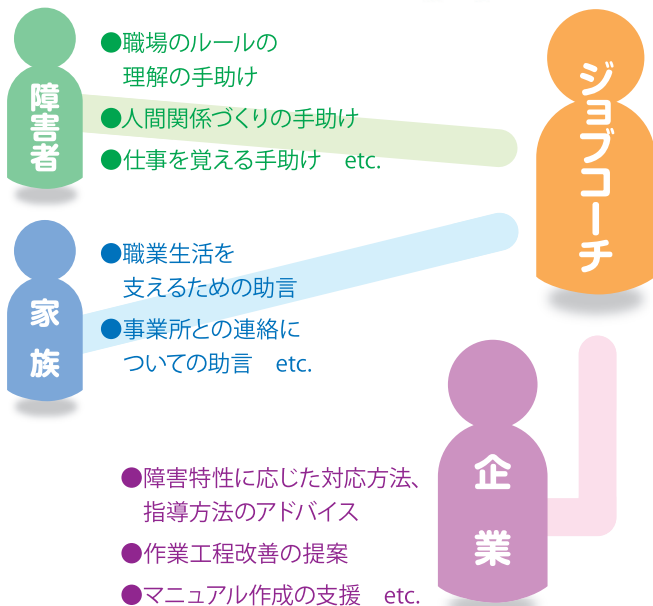 障害者
●職場のルールの
理解の手助け
●人間関係づくりの手助け
●仕事を覚える手助け　etc.
ジョブコーチ
家族
●職業生活を
支えるための助言
●事業所との連絡に
ついての助言　etc.
企業
●障害特性に応じた対応方法、
指導方法のアドバイス
●作業工程改善の提案
●マニュアル作成の支援　etc.